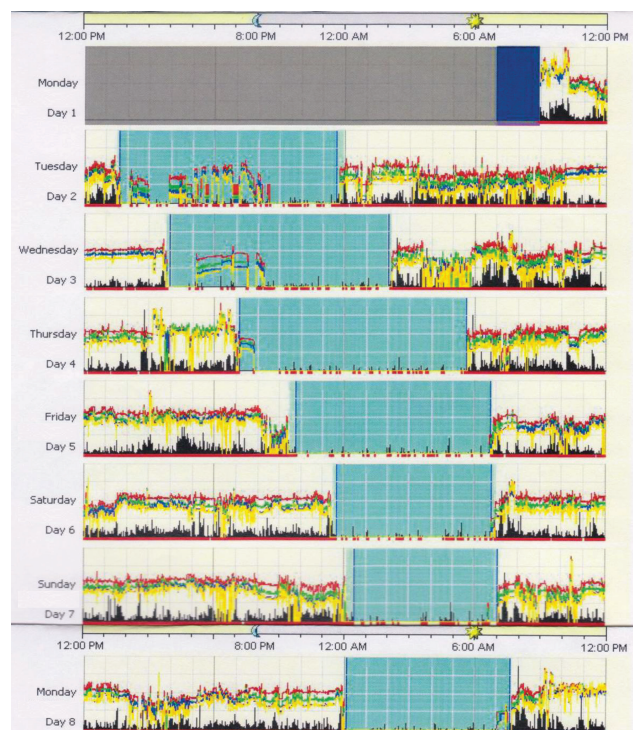 12:00 PM 8:00 PM 12:00 AM 6:00 AM 12:00 PM
Monday
Day 1
Tuesday
Day 2
Wednesday
Day 3
Thursday
Day 4
Friday
Day 5
Saturday
Day 6
Sunday
Day 7
12:00 PM 8:00 PM 12:00 AM 6:00 AM 12:00 PM
Monday
Day 8